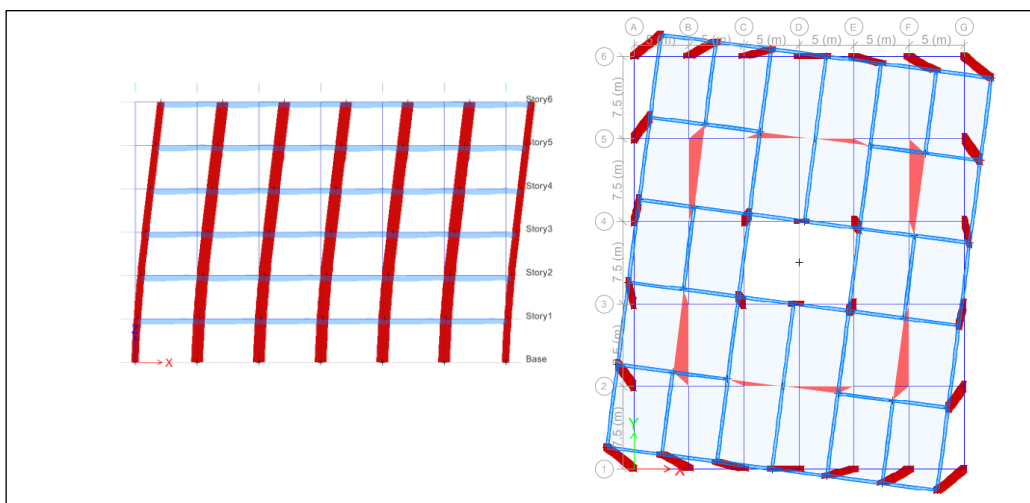 Story6
Story5
Story4
Story3
Story2
Story1
Base
Z
X
A B C D E F G
5 (m) 5 (m) 5 (m) 5 (m) 5 (m) 5 (m)
6
7.5 (m)
5
7.5 (m)
4
7.5 (m)
3
7.5 (m)
2
7.5 (m)
1
Y
X